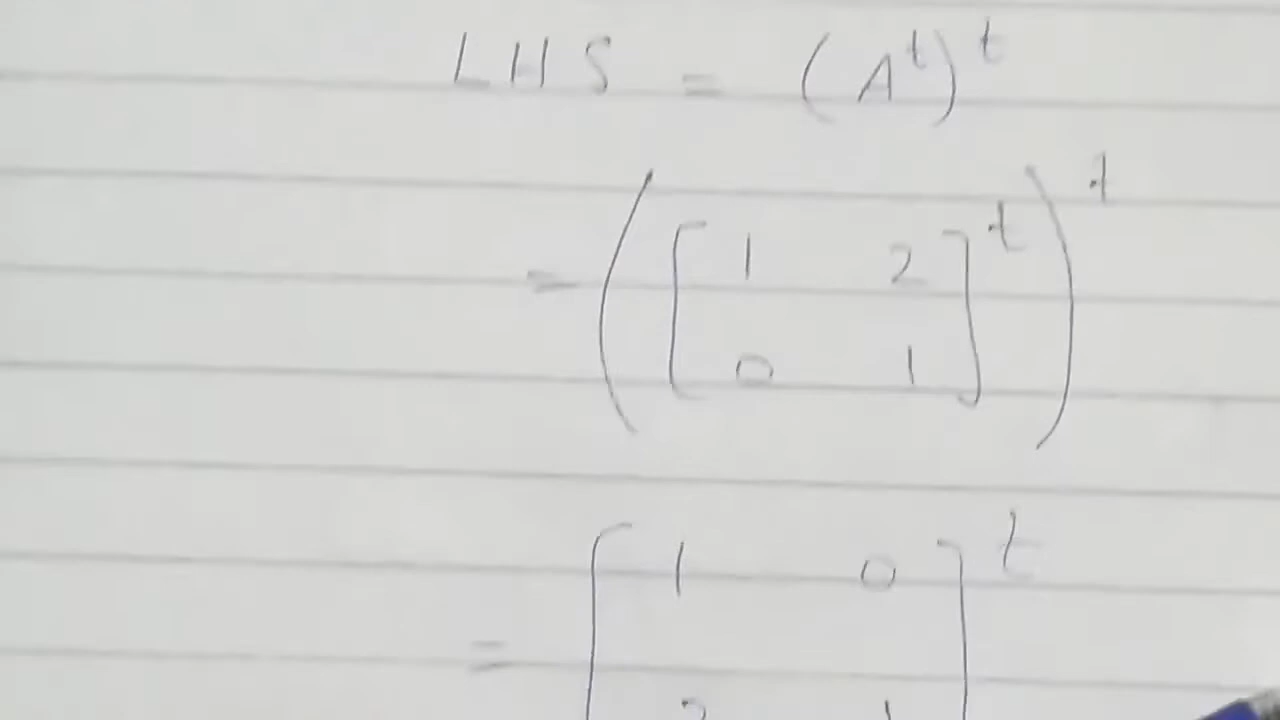 LHS = (A^t)^t
= ([1 2
0 1]^t)^t
= [1 0
2 1]^t